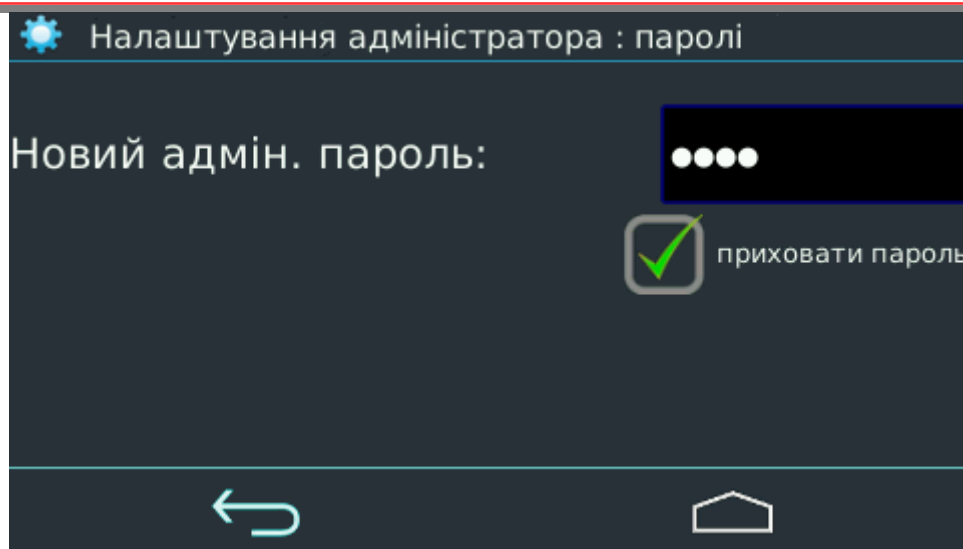 Налаштування адміністратора : паролі
Новий адмін. пароль:
приховати пароль